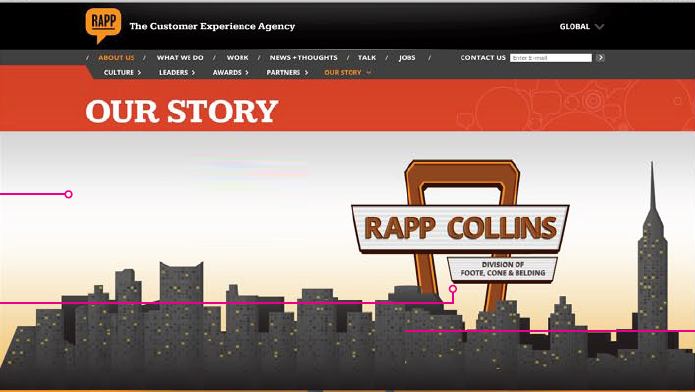 RAPP
The Customer Experience Agency
GLOBAL
/ ABOUT US / WHAT WE DO / WORK / NEWS + THOUGHTS / TALK / JOBS / CONTACT US Enter E-mail
CULTURE > LEADERS > AWARDS > PARTNERS > OUR STORY
OUR STORY
RAPP COLLINS
DIVISION OF
FOOTE, CONE & BELDING